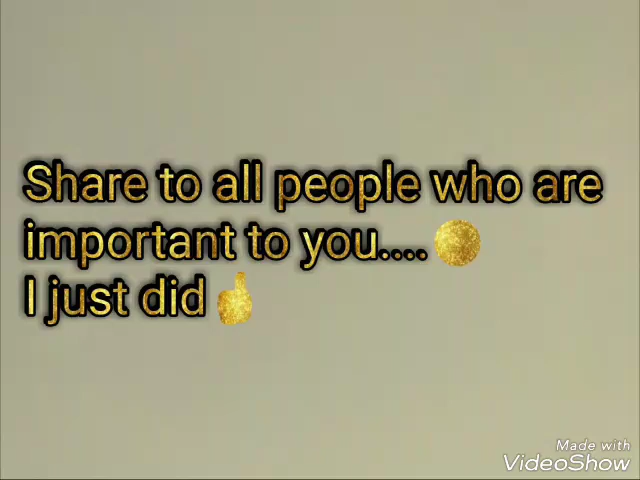 Share to all people who are
important to you....
I just did
Made with
VideoShow